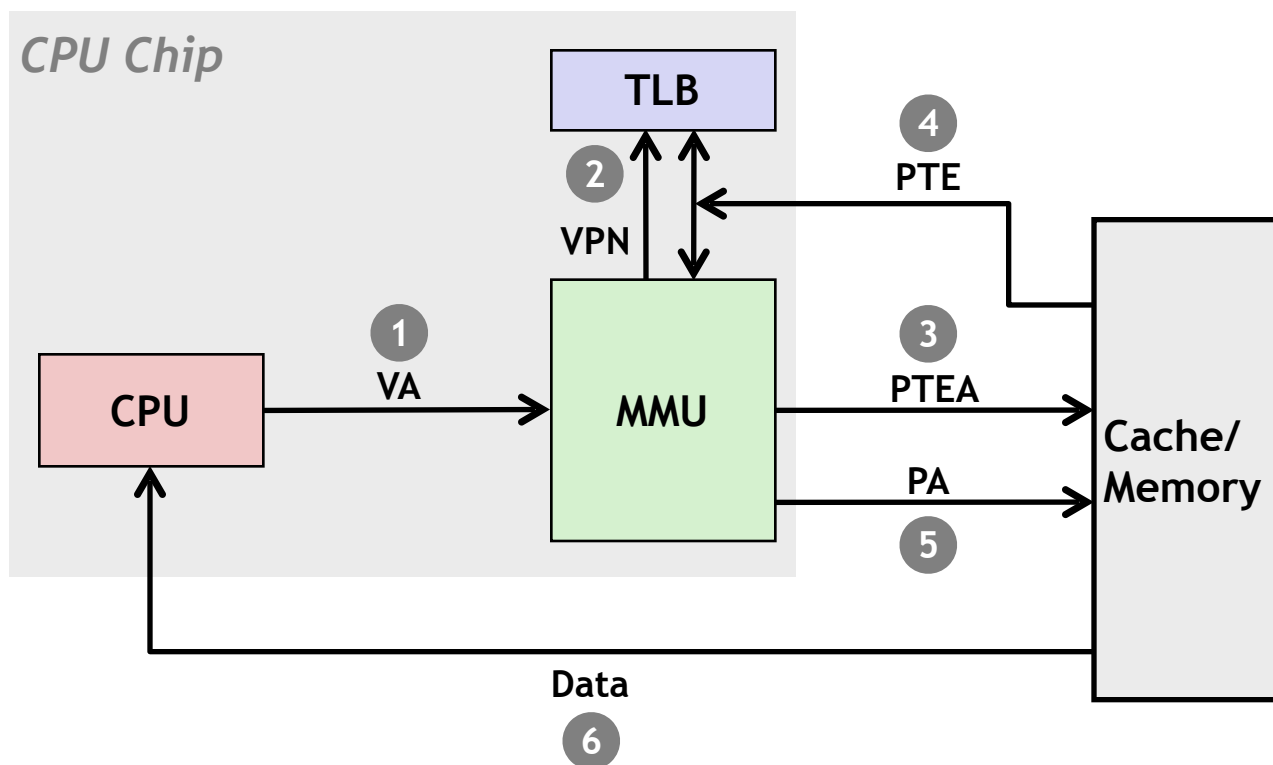 CPU Chip
TLB
4
PTE
2
VPN
1
VA
3
PTEA
CPU
MMU
Cache/
Memory
PA
5
Data
6